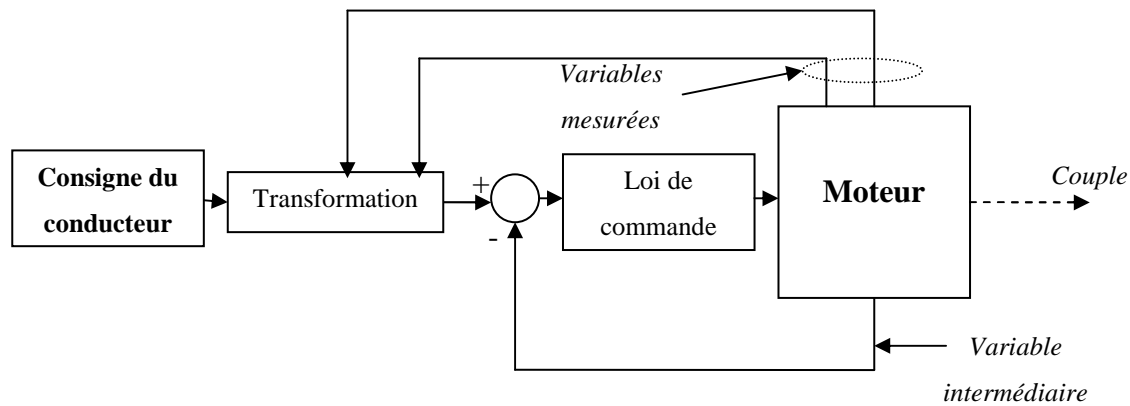 Variables
mesurées
Consigne du
conducteur
Transformation
+
-
Loi de
commande
Moteur
Couple
Variable
intermédiaire